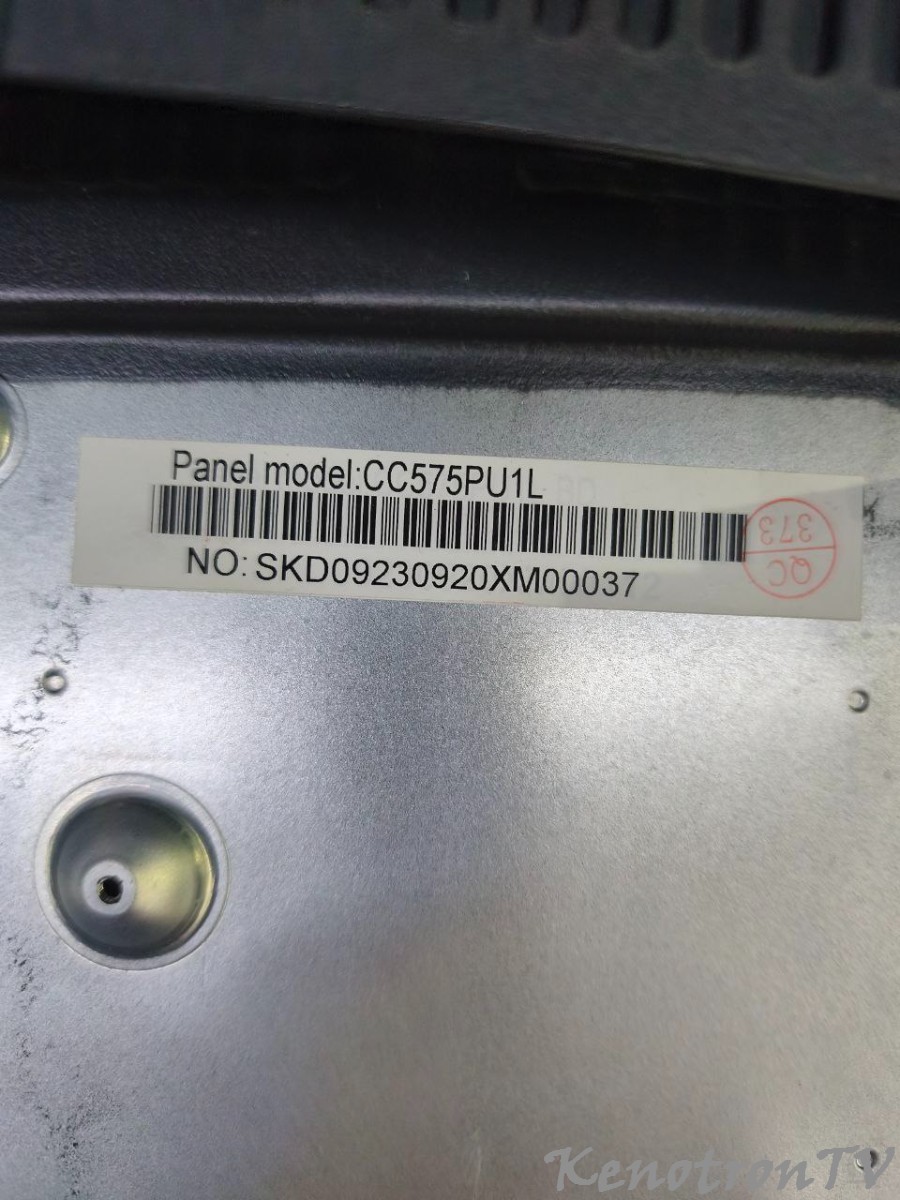 Panel model:CC575PU1L
NO: SKD09230920XM00037
373
QC
KenotronTV